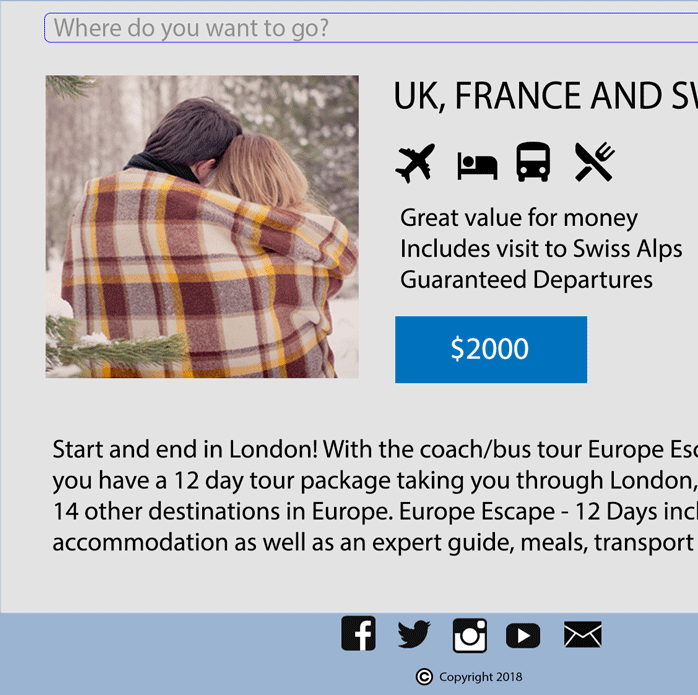 Where do you want to go?
UK, FRANCE AND
Great value for money
Includes visit to Swiss Alps
Guaranteed Departures
$2000
Start and end in London! With the coach/bus tour Europe
you have a 12 day tour package taking you through London,
14 other destinations in Europe. Europe Escape - 12 Days
accommodation as well as an expert guide, meals, transport
© Copyright 2018